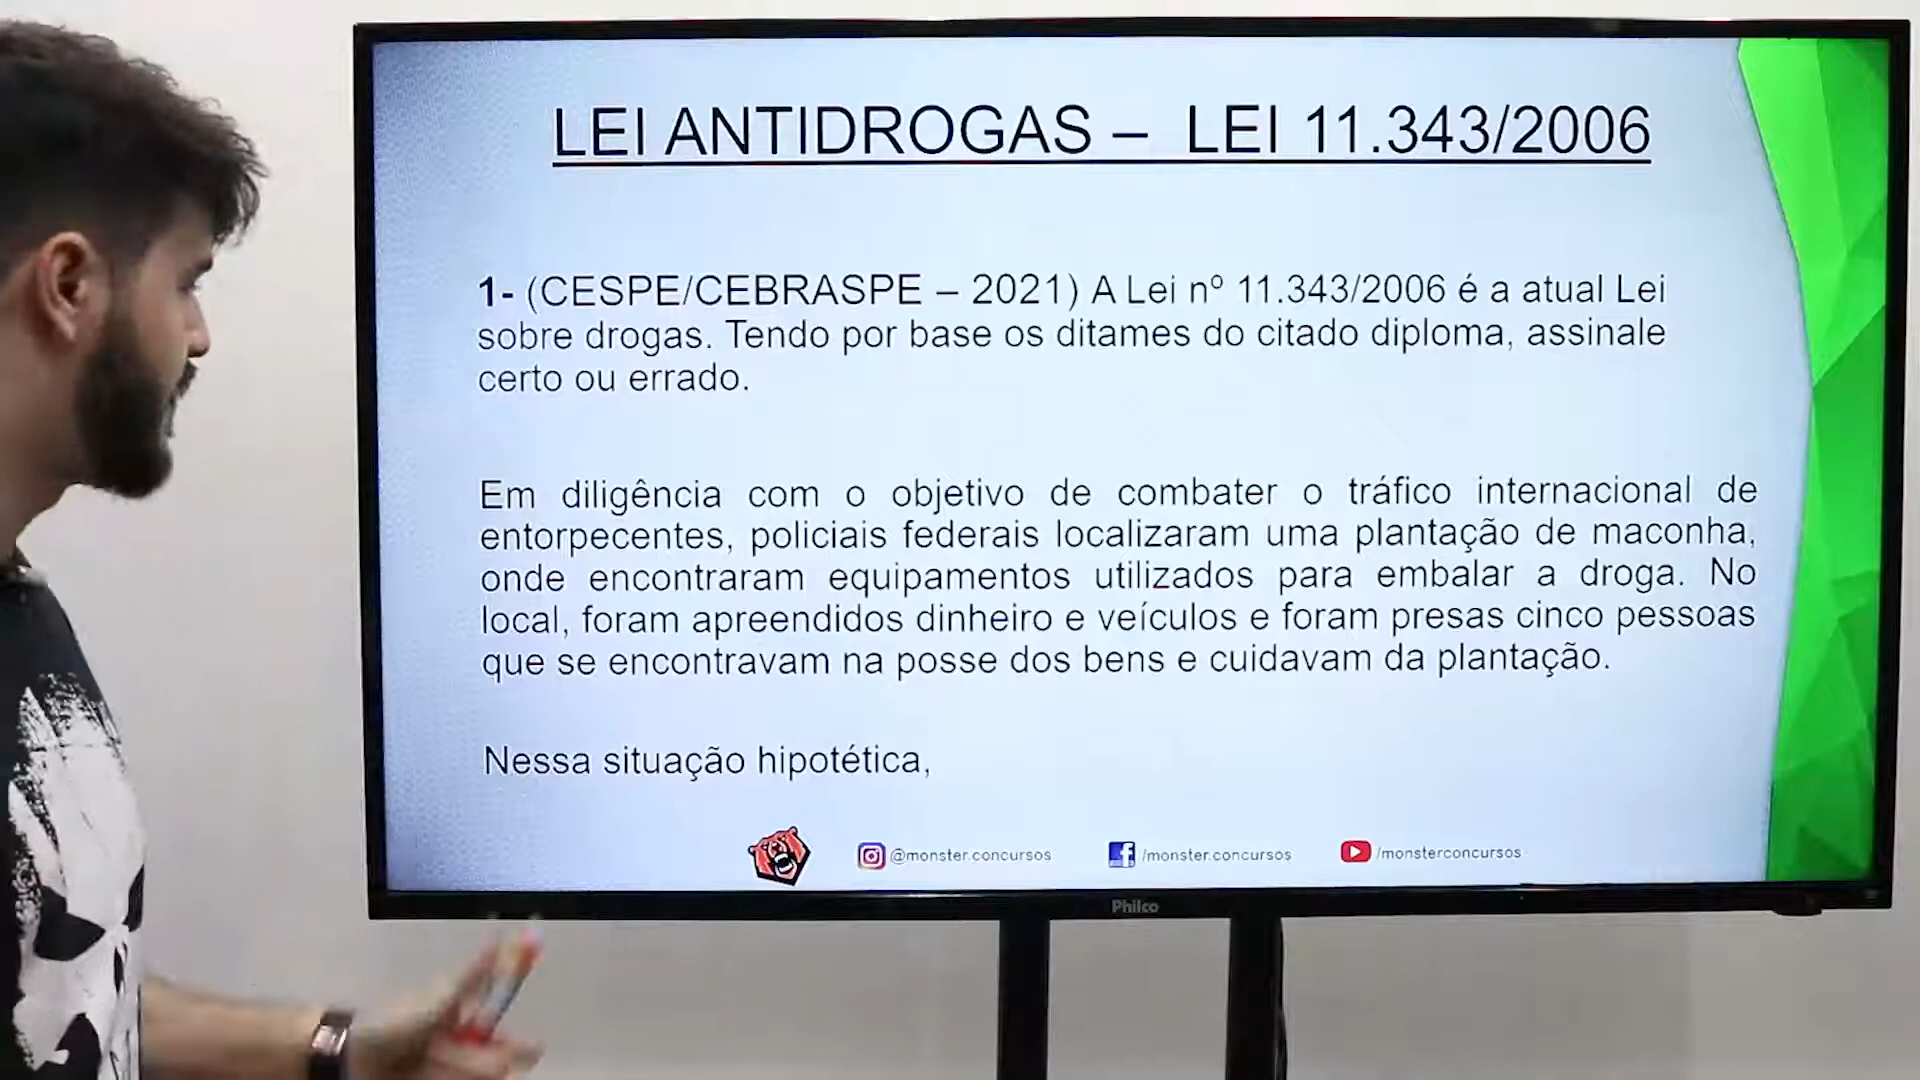 LEI ANTIDROGAS – LEI 11.343/2006
1- (CESPE/CEBRASPE – 2021) A Lei nº 11.343/2006 é a atual Lei
sobre drogas. Tendo por base os ditames do citado diploma, assinale
certo ou errado.
Em diligência com o objetivo de combater o tráfico internacional de
entorpecentes, policiais federais localizaram uma plantação de maconha,
onde encontraram equipamentos utilizados para embalar a droga. No
local, foram apreendidos dinheiro e veículos e foram presas cinco pessoas
que se encontravam na posse dos bens e cuidavam da plantação.
Nessa situação hipotética,
@monster.concursos /monster.concursos /monsterconcursos
Philco